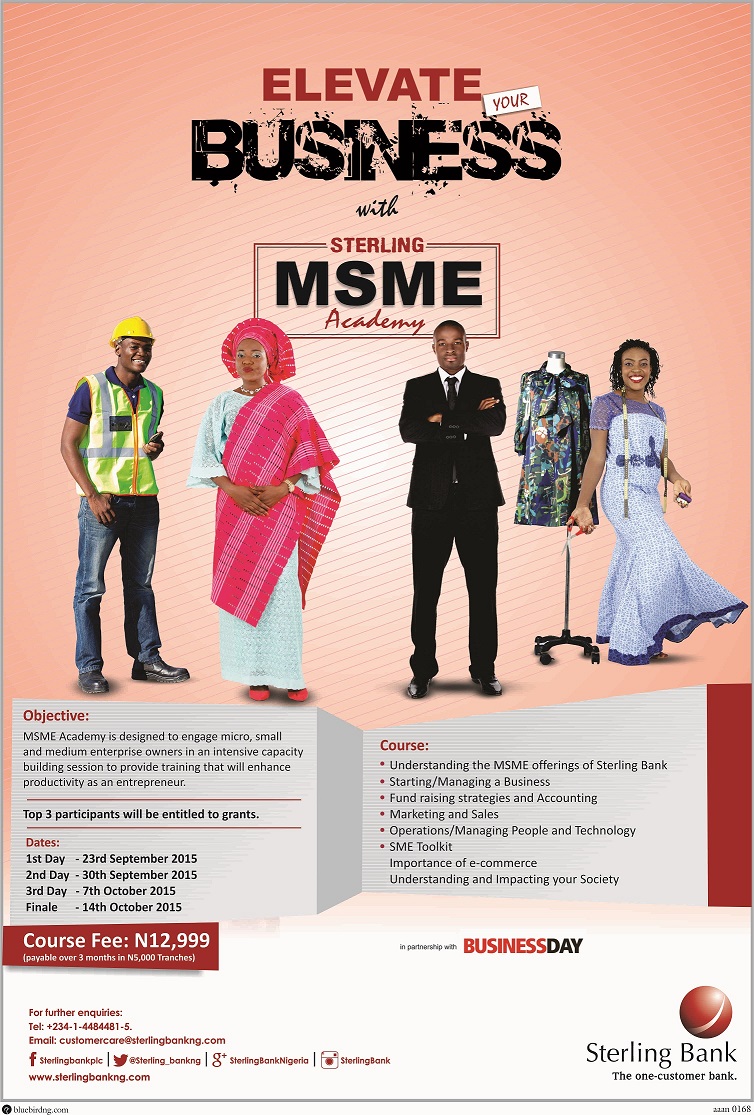 ELEVATE
YOUR
BUSINESS
with
STERLING
MSME
Academy
Objective:
MSME Academy is designed to engage micro, small
and medium enterprise owners in an intensive capacity
building session to provide training that will enhance
productivity as an entrepreneur.
Top 3 participants will be entitled to grants.
Dates:
1st Day - 23rd September 2015
2nd Day - 30th September 2015
3rd Day - 7th October 2015
Finale - 14th October 2015
Course Fee: N12,999
(payable over 3 months in N5,000 Tranches)
Course:
• Understanding the MSME offerings of Sterling Bank
• Starting/Managing a Business
• Fund raising strategies and Accounting
• Marketing and Sales
• Operations/Managing People and Technology
• SME Toolkit
Importance of e-commerce
Understanding and Impacting your Society
in partnership with BUSINESSDAY
For further enquiries:
Tel: +234-1-4484481-5.
Email: customercare@sterlingbankng.com
f Sterlingbankplc | @Sterling_bankng | g+ SterlingBankNigeria | SterlingBank
www.sterlingbankng.com
Sterling Bank
The one-customer bank.
bluebirdng.com
aaan 0168